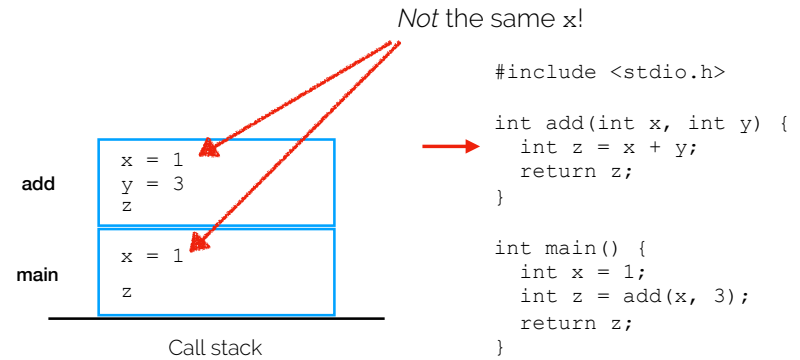 Not the same x!
add
x = 1
y = 3
z
main
x = 1
z
Call stack
#include <stdio.h>
int add(int x, int y) {
  int z = x + y;
  return z;
}
int main() {
  int x = 1;
  int z = add(x, 3);
  return z;
}